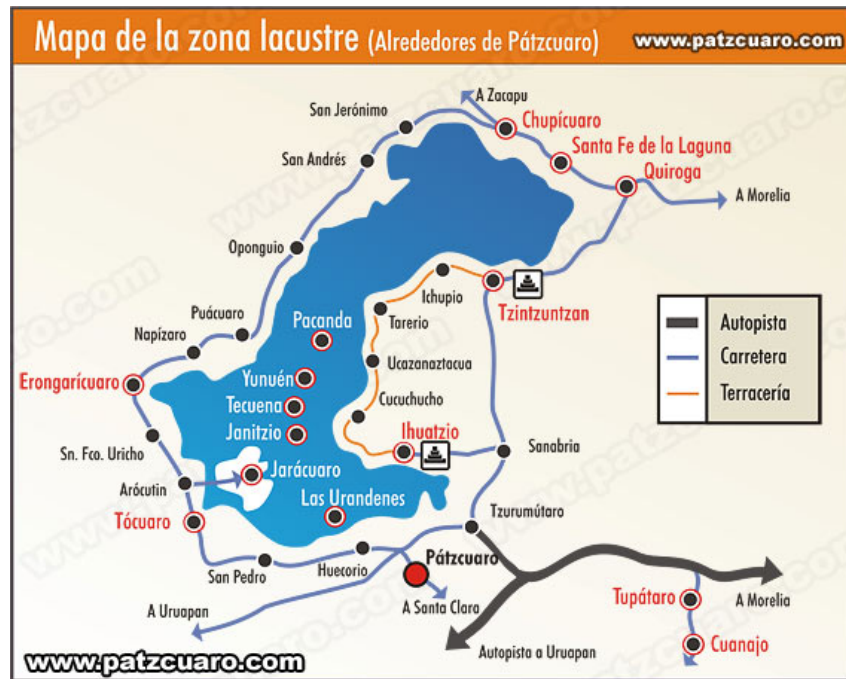 Mapa de la zona lacustre (Alrededores de Pátzcuaro)
www.patzcuaro.com
A Zacapu
San Jerónimo
Chupícuaro
Santa Fe de la Laguna
San Andrés
Quiroga
A Morelia
Oponguio
Ichupio
Tzintzuntzan
Puácuaro
Pacanda
Tarerio
Napízaro
Autopista
Carretera
Terracería
Ucazanaztacua
Erongarícuaro
Yunuén
Cucuchucho
Tecuena
Janitzio
Ihuatzio
Sanabria
Sn. Fco. Uricho
Jarácuaro
Arócutin
Las Urandenes
Tzurumútaro
Tócuaro
San Pedro
Huecorio
Pátzcuaro
A Uruapan
A Santa Clara
Tupátaro
A Morelia
Autopista a Uruapan
Cuanajo
www.patzcuaro.com